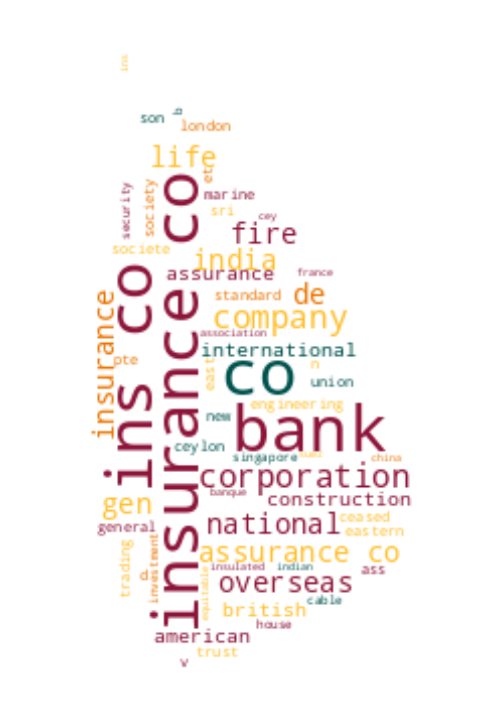 ins
son
london
life
etc
security
society
marine
sri
cey
fire
societe
india
insurance co
ins co
assurance
france
standard
de
insurance
company
association
international
pte
east
co
n
union
engineering
new
bank
ceylon
singapore
china
corporation
banque
construction
gen
general
national
ceased
eastern
assurance co
trading
d
investment
insulated
indian
ass
overseas
equitable
cable
british
house
american
trust
v